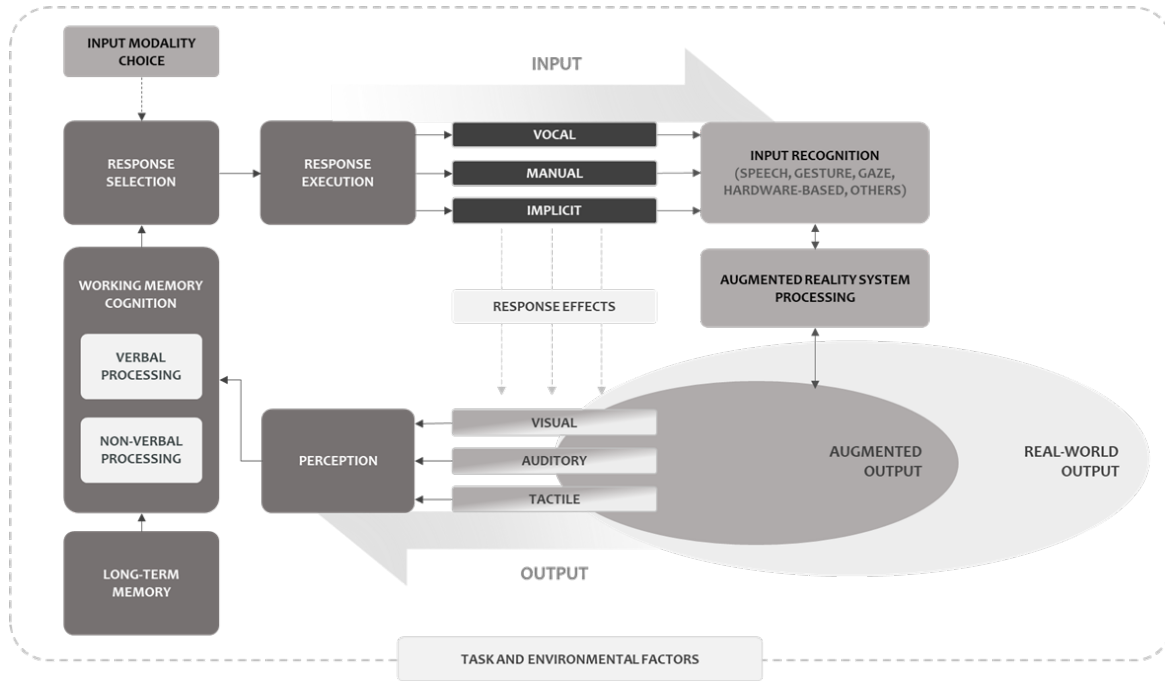 INPUT MODALITY
CHOICE
INPUT
RESPONSE
SELECTION
RESPONSE
EXECUTION
VOCAL
MANUAL
IMPLICIT
INPUT RECOGNITION
(SPEECH, GESTURE, GAZE,
HARDWARE-BASED, OTHERS)
WORKING MEMORY
COGNITION
VERBAL
PROCESSING
NON-VERBAL
PROCESSING
RESPONSE EFFECTS
AUGMENTED REALITY SYSTEM
PROCESSING
PERCEPTION
VISUAL
AUDITORY
TACTILE
AUGMENTED
OUTPUT
REAL-WORLD
OUTPUT
LONG-TERM
MEMORY
OUTPUT
TASK AND ENVIRONMENTAL FACTORS